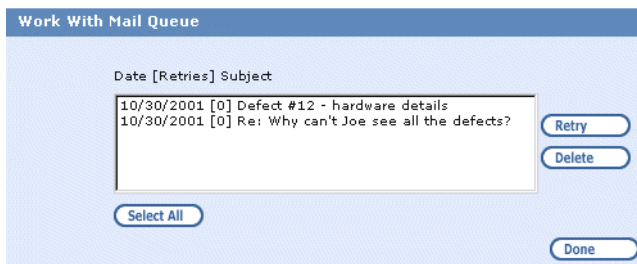 Work With Mail Queue
Date [Retries] Subject
10/30/2001 [0] Defect #12 - hardware details
10/30/2001 [0] Re: Why can't Joe see all the defects?
Retry
Delete
Select All
Done